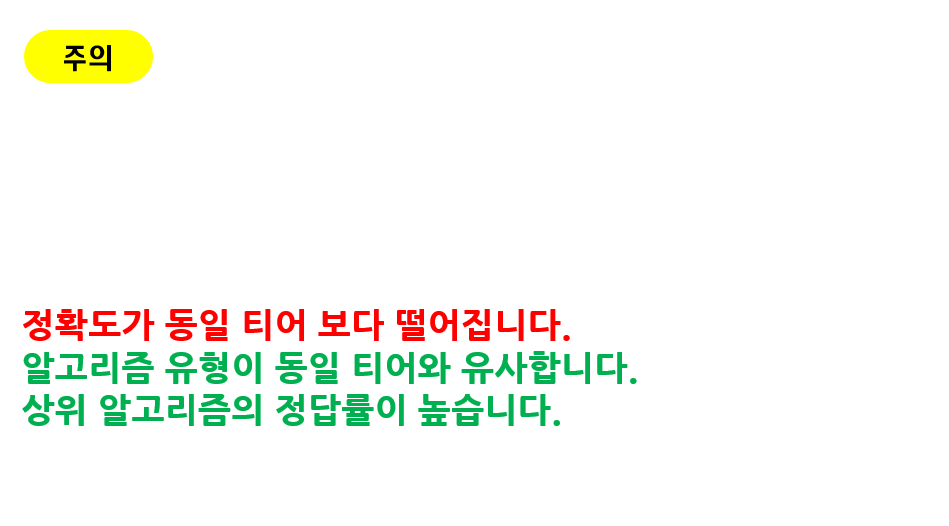 주의
정확도가 동일 티어 보다 떨어집니다.
알고리즘 유형이 동일 티어와 유사합니다.
상위 알고리즘의 정답률이 높습니다.